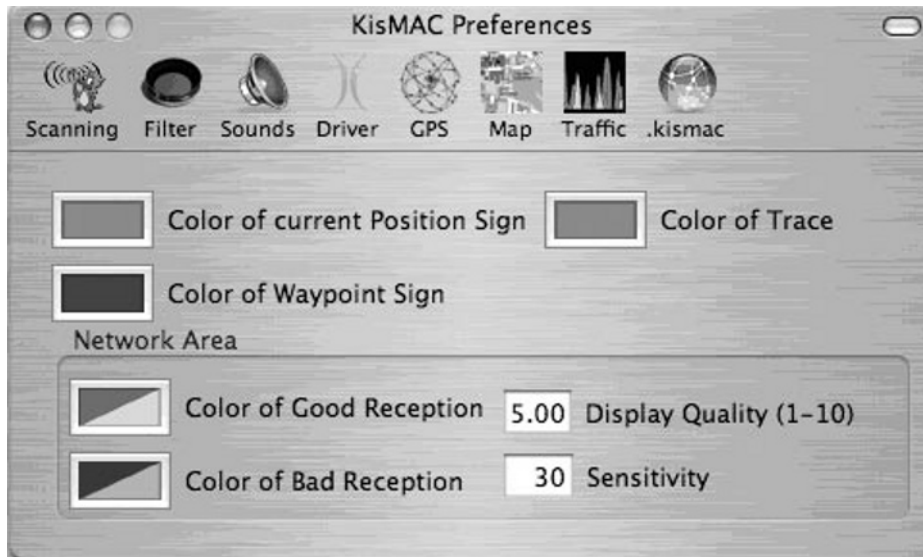 KisMAC Preferences
Scanning Filter Sounds Driver GPS Map Traffic .kismac
Color of current Position Sign Color of Trace
Color of Waypoint Sign
Network Area
Color of Good Reception 5.00 Display Quality (1-10)
Color of Bad Reception 30 Sensitivity